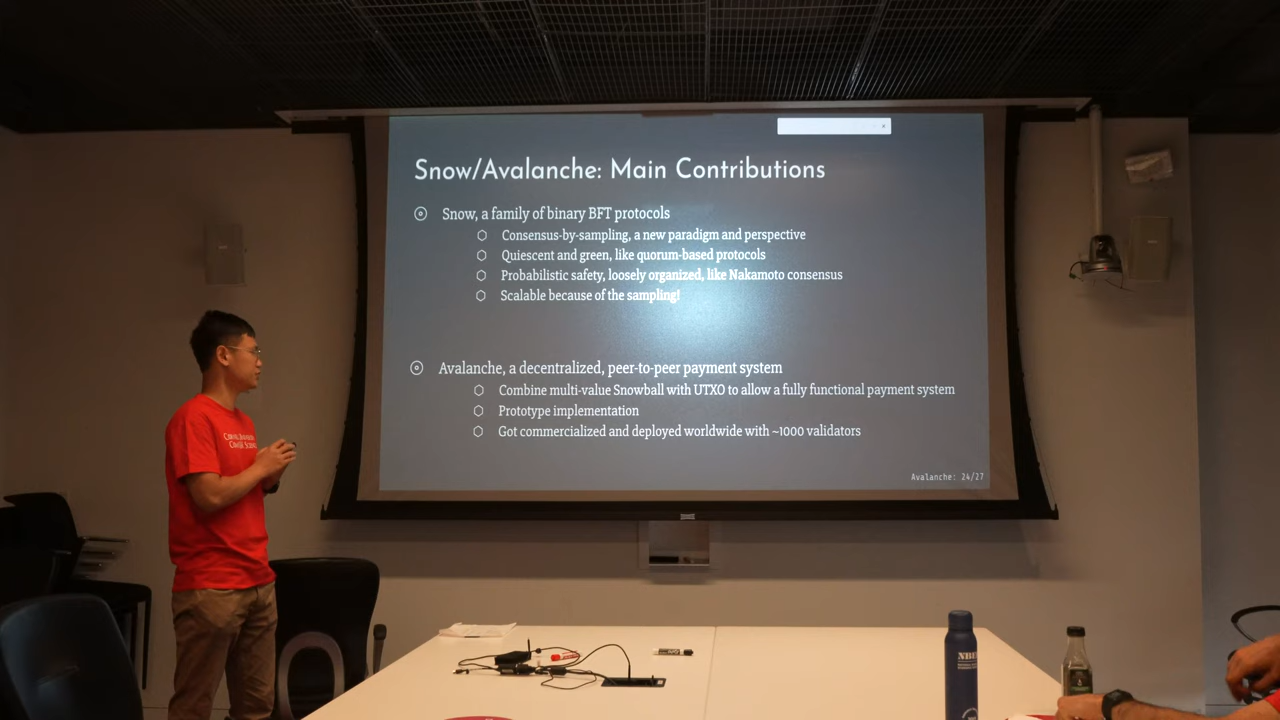 Snow/Avalanche: Main Contributions
Snow, a family of binary BFT protocols
Consensus-by-sampling, a new paradigm and perspective
Quiescent and green, like quorum-based protocols
Probabilistic safety, loosely organized, like Nakamoto consensus
Scalable because of the sampling!
Avalanche, a decentralized, peer-to-peer payment system
Combine multi-value Snowball with UTXO to allow a fully functional payment system
Prototype implementation
Got commercialized and deployed worldwide with ~1000 validators
Avalanche: 24/27